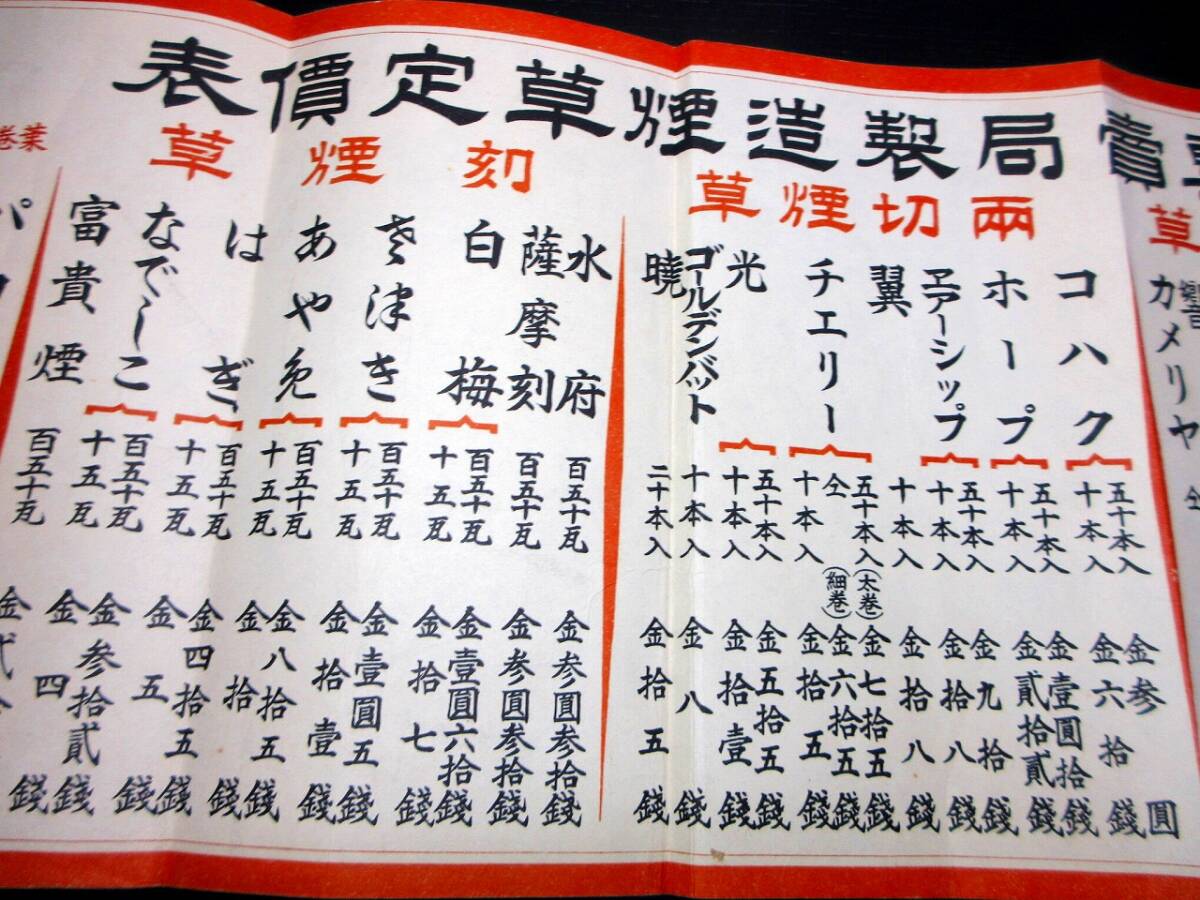 賣局製造煙草定價表
草
カメリヤ
兩切煙草
コハク 五十本入 金参圓
十本入 金六拾錢
ホープ 五十本入 金壹圓拾錢
十本入 金貳拾貳錢
ヱアーシップ 五十本入 金九拾錢
十本入 金拾八錢
翼 十本入 金拾八錢
チエリー 五十本入(太巻) 金七拾五錢
仝(細巻) 金六拾五錢
十本入 金拾五錢
光 五十本入 金五拾五錢
十本入 金拾壹錢
ゴールデンバット 十本入 金八錢
曉 二十本入 金拾五錢
刻煙草
水府 百五十瓦 金参圓参拾錢
薩摩刻 百五十瓦 金参圓参拾錢
白梅 百五十瓦 金壹圓六拾錢
十五瓦 金拾七錢
さ津き 百五十瓦 金壹圓五錢
十五瓦 金拾壹錢
あやめ 百五十瓦 金八拾五錢
十五瓦 金拾錢
はぎ 百五十瓦 金四拾五錢
十五瓦 金五錢
なでしこ 百五十瓦 金参拾貳錢
十五瓦 金四錢
富貴煙 百五十瓦 金
葉巻
パ